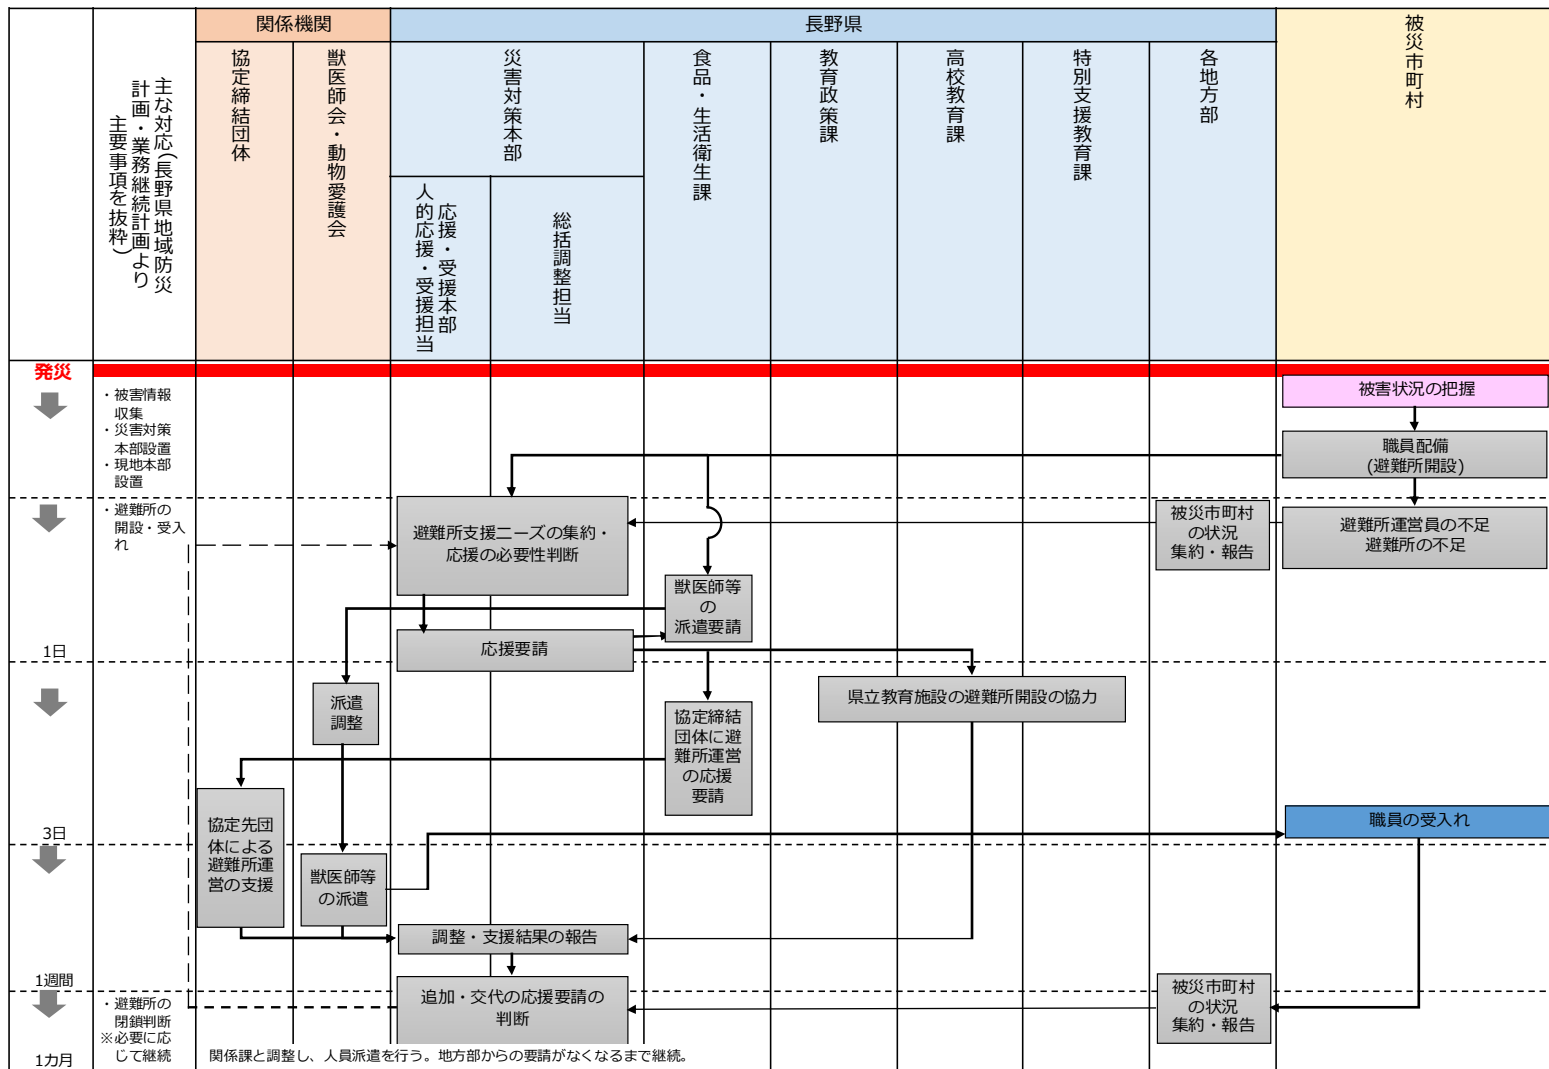 関係機関
長野県
被災市町村
主な対応（長野県地域防災
計画・業務継続計画より
主要事項を抜粋）
協定締結団体
獣医師会・動物愛護会
災害対策本部
応援・受援本部
人的応援・受援担当
総括調整担当
食品・生活衛生課
教育政策課
高校教育課
特別支援教育課
各地方部
発災
・被害情報
収集
・災害対策
本部設置
・現地本部
設置
被害状況の把握
職員配備
(避難所開設)
・避難所の
開設・受入
れ
避難所支援ニーズの集約・
応援の必要性判断
被災市町村
の状況
集約・報告
避難所運営員の不足
避難所の不足
獣医師等
の
派遣要請
応援要請
1日
派遣
調整
協定締結
団体に避
難所運営
の応援
要請
県立教育施設の避難所開設の協力
協定先団
体による
避難所運
営の支援
職員の受入れ
3日
獣医師等
の派遣
調整・支援結果の報告
1週間
・避難所の
閉鎖判断
※必要に応
じて継続
追加・交代の応援要請の
判断
被災市町村
の状況
集約・報告
1カ月
関係課と調整し、人員派遣を行う。地方部からの要請がなくなるまで継続。